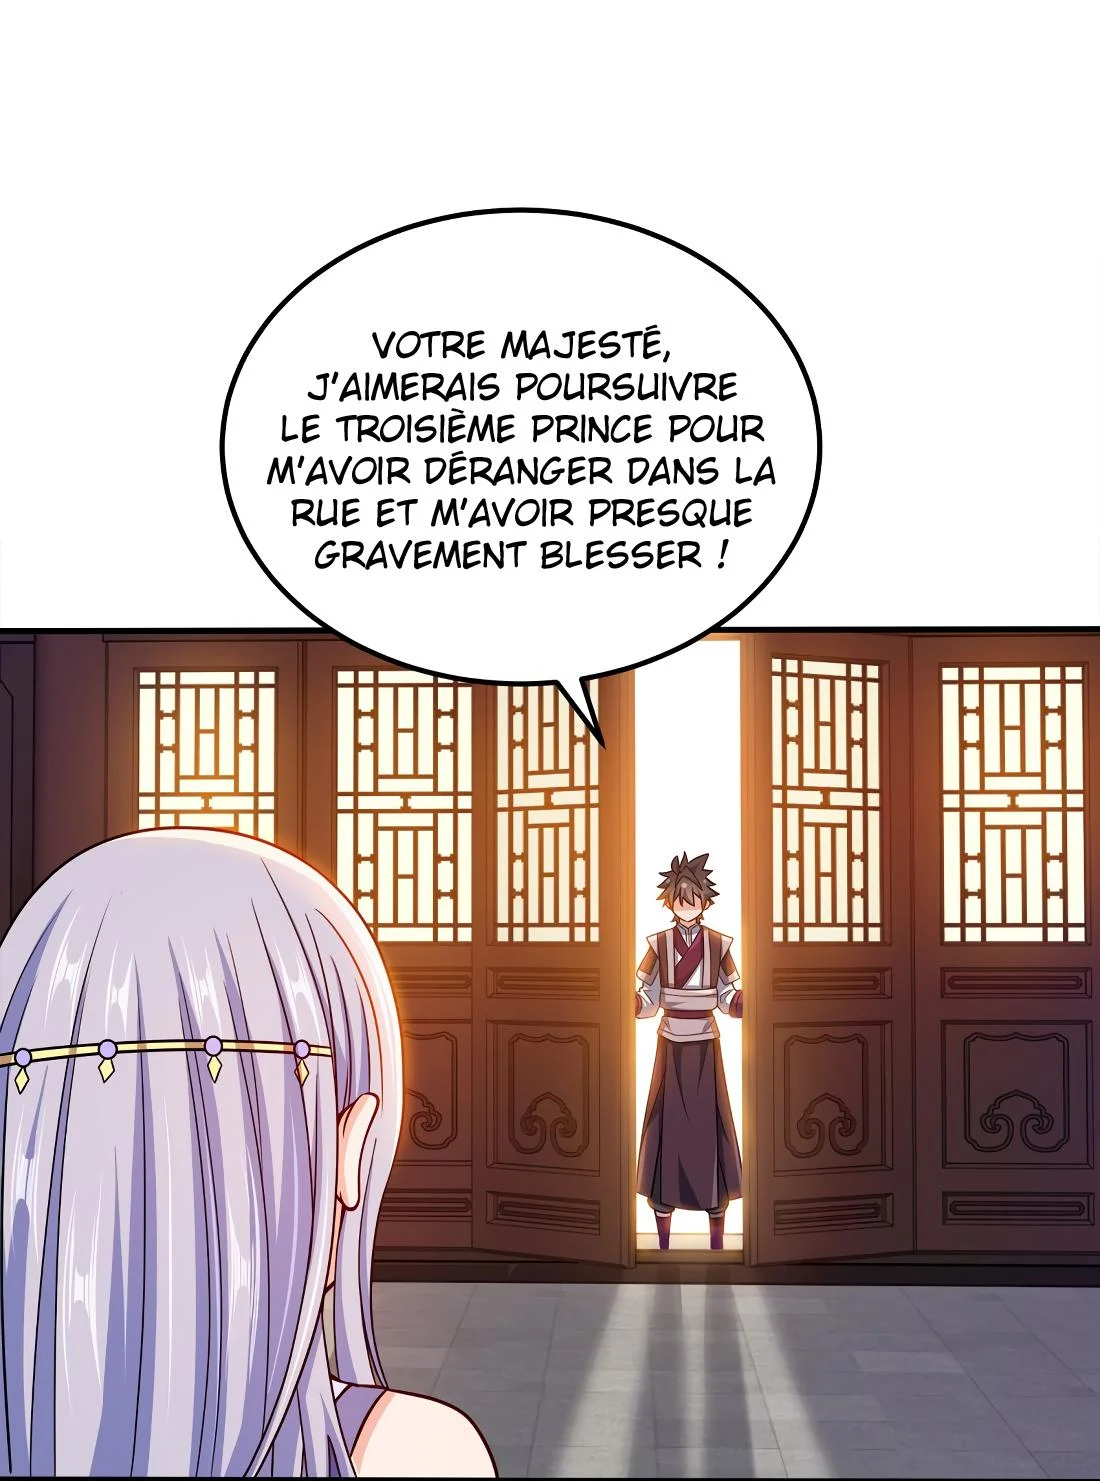 VOTRE MAJESTÉ,
J'AIMERAIS POURSUIVRE
LE TROISIÈME PRINCE POUR
M'AVOIR DÉRANGER DANS LA
RUE ET M'AVOIR PRESQUE
GRAVEMENT BLESSER !